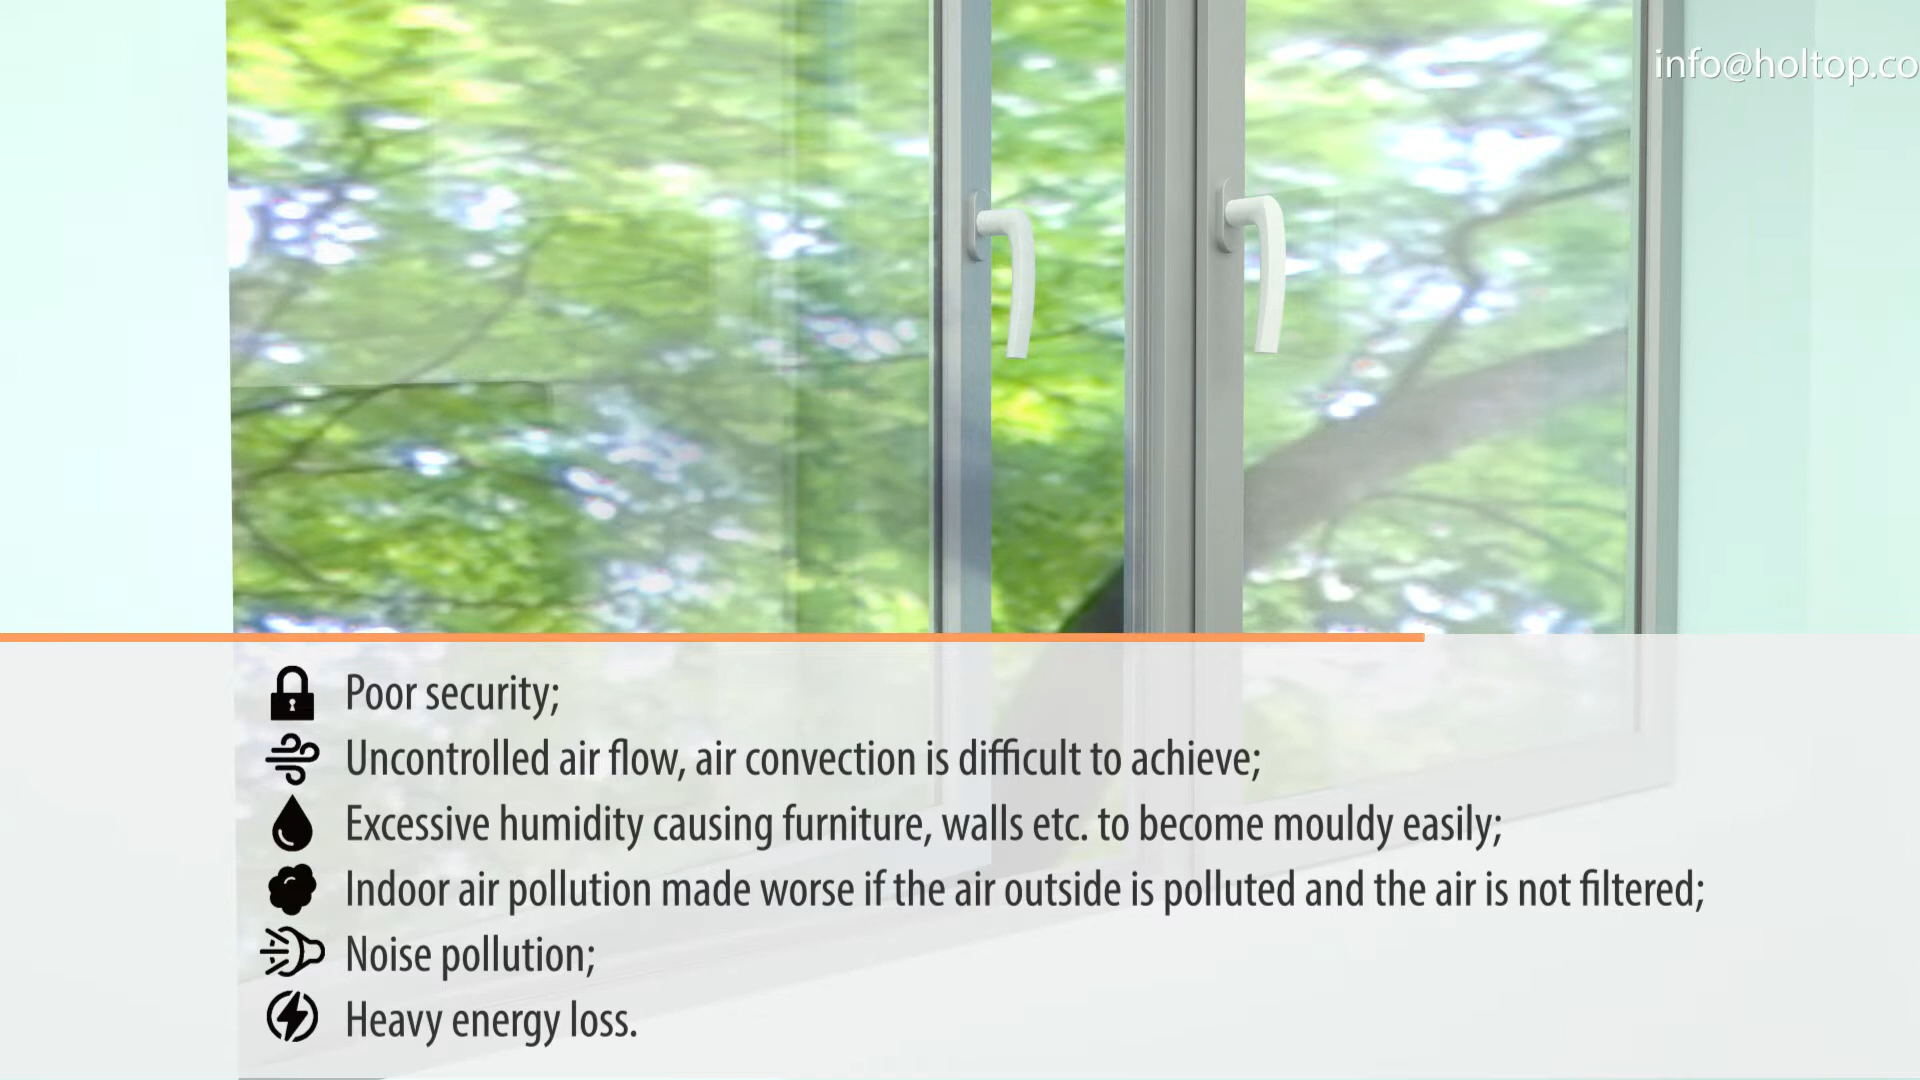 info@holtop.co
Poor security;
Uncontrolled air flow, air convection is difficult to achieve;
Excessive humidity causing furniture, walls etc. to become mouldy easily;
Indoor air pollution made worse if the air outside is polluted and the air is not filtered;
Noise pollution;
Heavy energy loss.